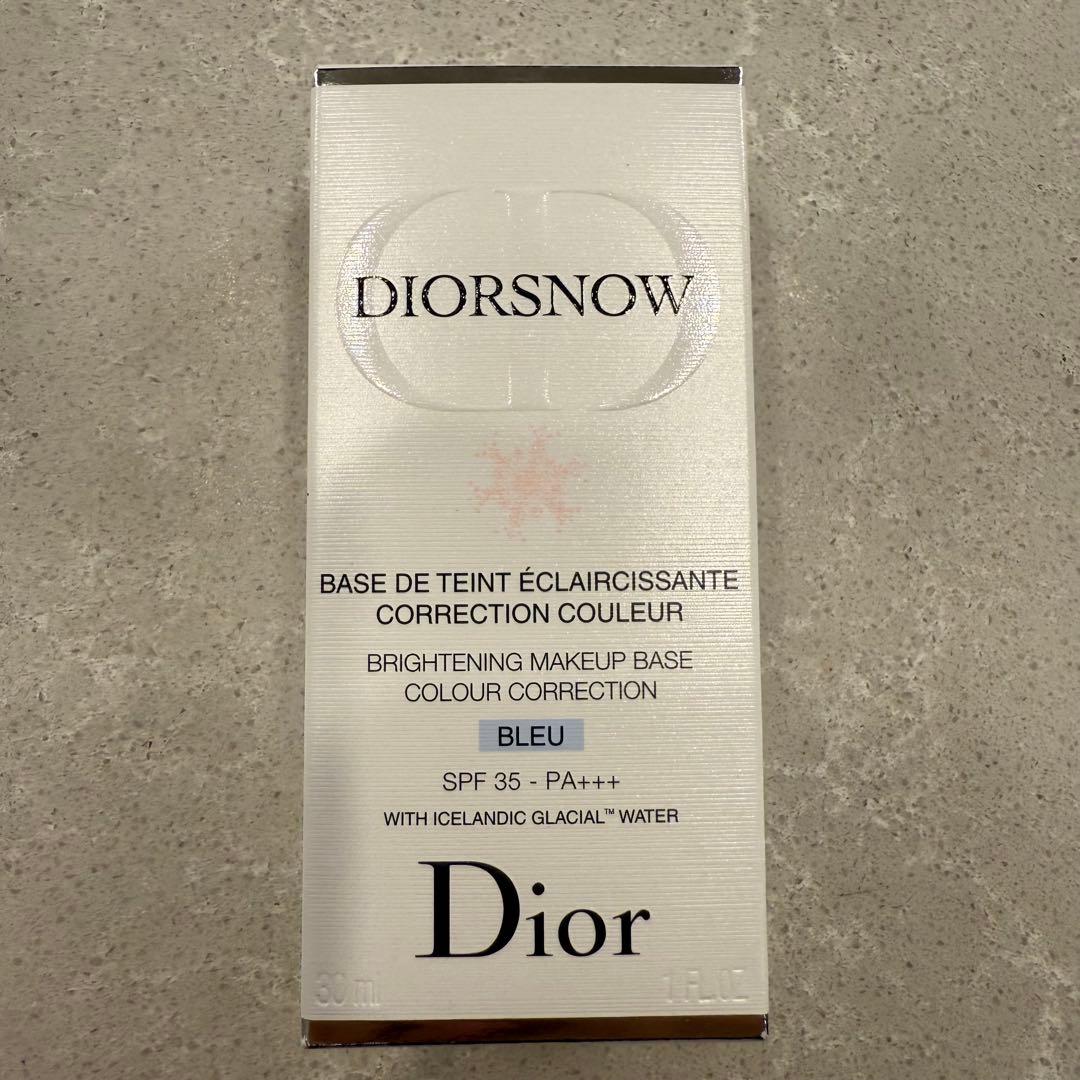 DIORSNOW
BASE DE TEINT ÉCLAIRCISSANTE
CORRECTION COULEUR
BRIGHTENING MAKEUP BASE
COLOUR CORRECTION
BLEU
SPF 35 - PA+++
WITH ICELANDIC GLACIAL™ WATER
Dior
30 ml 1 FL.OZ